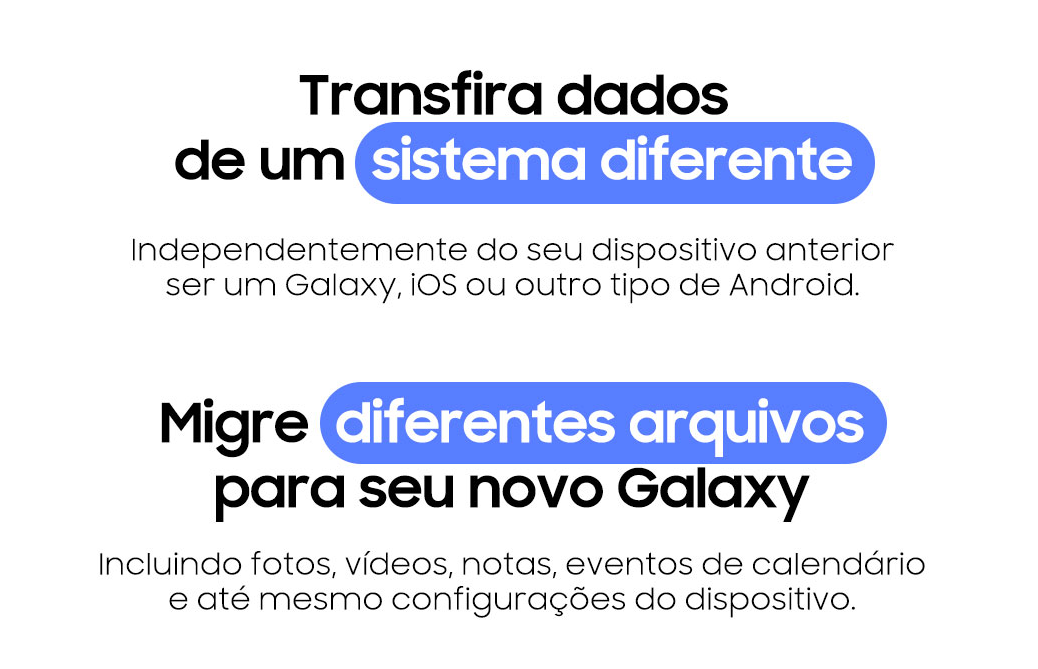 Transfira dados
de um sistema diferente
Independentemente do seu dispositivo anterior
ser um Galaxy, iOS ou outro tipo de Android.
Migre diferentes arquivos
para seu novo Galaxy
Incluindo fotos, vídeos, notas, eventos de calendário
e até mesmo configurações do dispositivo.